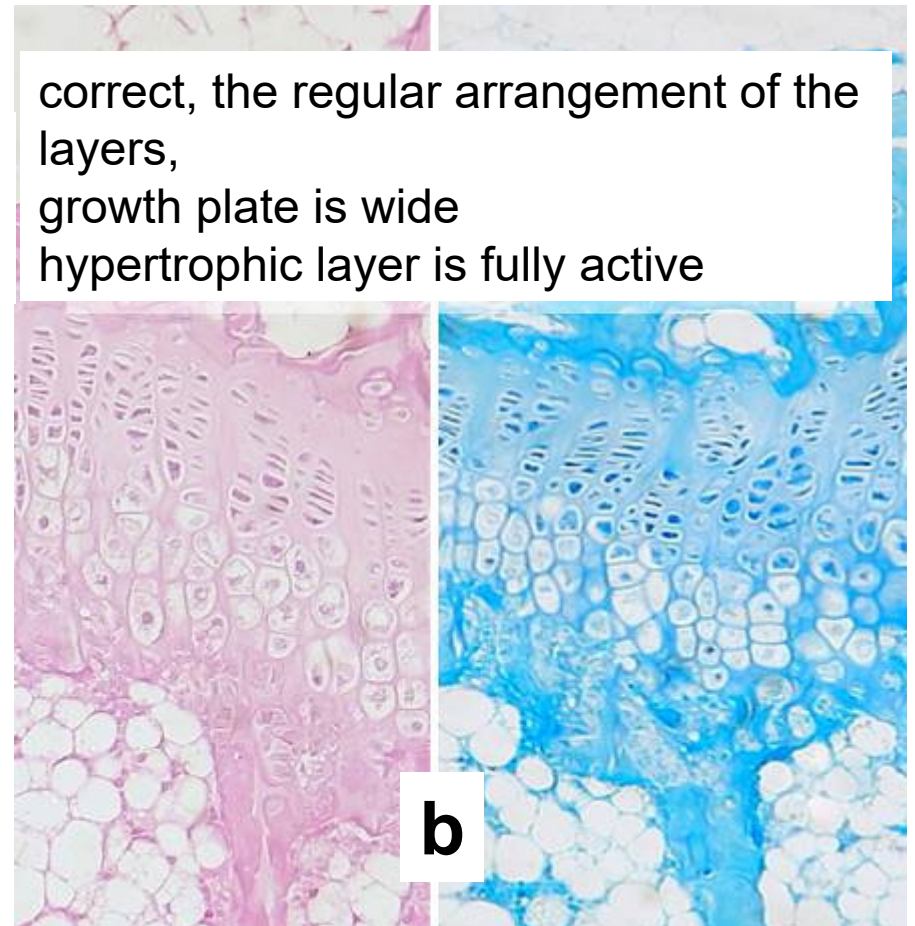 correct, the regular arrangement of the
layers,
growth plate is wide
hypertrophic layer is fully active
b